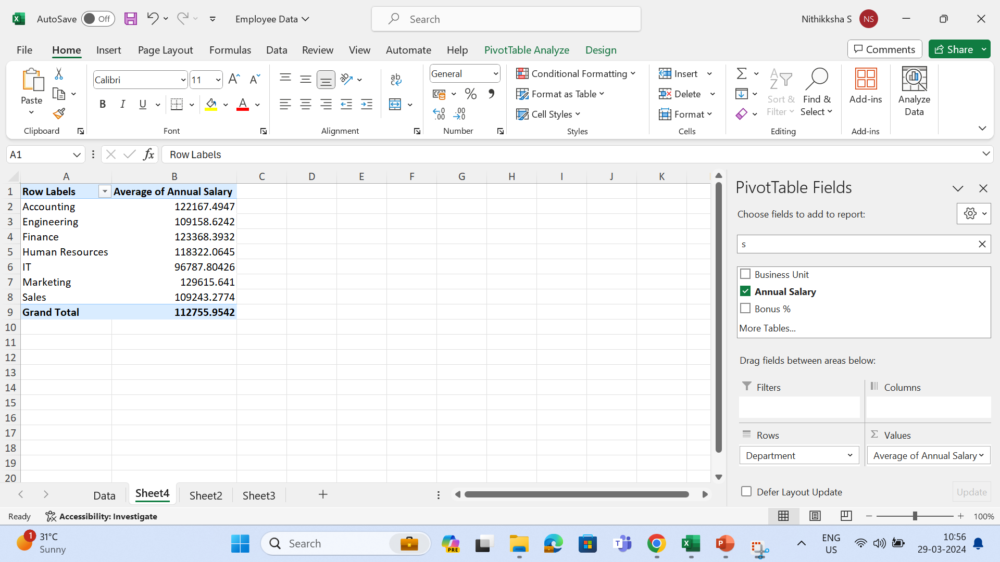 AutoSave Off Employee Data Search Nithikksha S NS
File Home Insert Page Layout Formulas Data Review View Automate Help PivotTable Analyze Design Comments Share
Paste
Clipboard
Calibri 11
B I U A
Font
ab
Alignment
General
% ,
Number
Conditional Formatting
Format as Table
Cell Styles
Styles
Insert
Delete
Format
Cells
Sort & Filter
Find & Select
Editing
Add-ins
Add-ins
Analyze Data
A1 fx Row Labels
A B C D E F G H I J K
1 Row Labels Average of Annual Salary
2 Accounting 122167.4947
3 Engineering 109158.6242
4 Finance 123368.3932
5 Human Resources 118322.0645
6 IT 96787.80426
7 Marketing 129615.641
8 Sales 109243.2774
9 Grand Total 112755.9542
10
11
12
13
14
15
16
17
18
19
20
PivotTable Fields
Choose fields to add to report:
s
Business Unit
Annual Salary
Bonus %
More Tables...
Drag fields between areas below:
Filters Columns
Rows Σ Values
Department Average of Annual Salary
Defer Layout Update Update
Data Sheet4 Sheet2 Sheet3
Ready Accessibility: Investigate 100%
1 31°C
Sunny
Search
PRE
ENG
US
10:56
29-03-2024